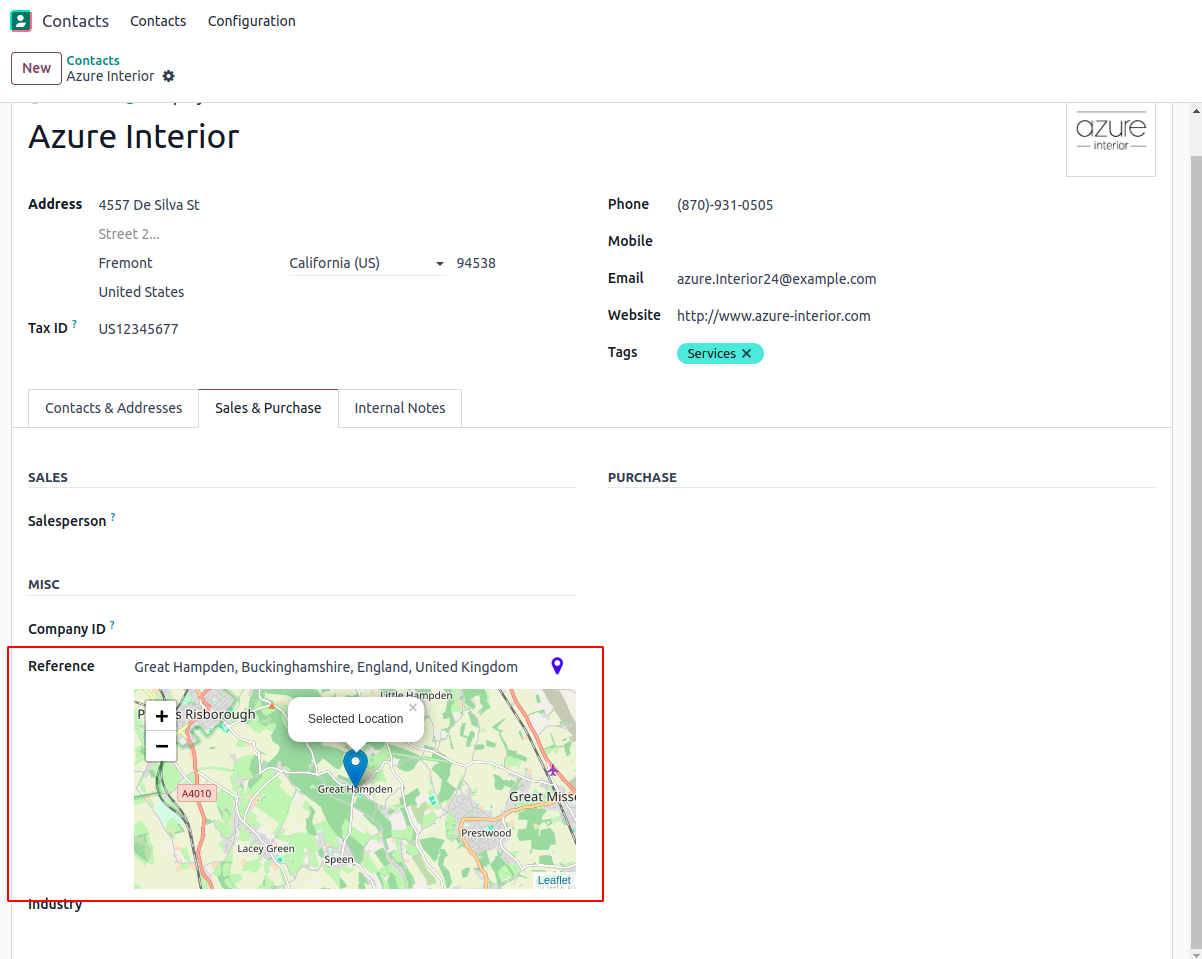 Contacts Contacts Configuration
New Contacts
Azure Interior
Azure Interior
azure
interior
Address 4557 De Silva St
Street 2...
Fremont California (US) 94538
United States
Tax ID ? US12345677
Phone (870)-931-0505
Mobile
Email azure.Interior24@example.com
Website http://www.azure-interior.com
Tags Services ✕
Contacts & Addresses Sales & Purchase Internal Notes
SALES
Salesperson ?
PURCHASE
MISC
Company ID ?
Reference Great Hampden, Buckinghamshire, England, United Kingdom
Little Hampden
+
Risborough
Selected Location ×
−
A4010
Great Hampden
Great Misse
Prestwood
Lacey Green
Speen
Leaflet
Industry